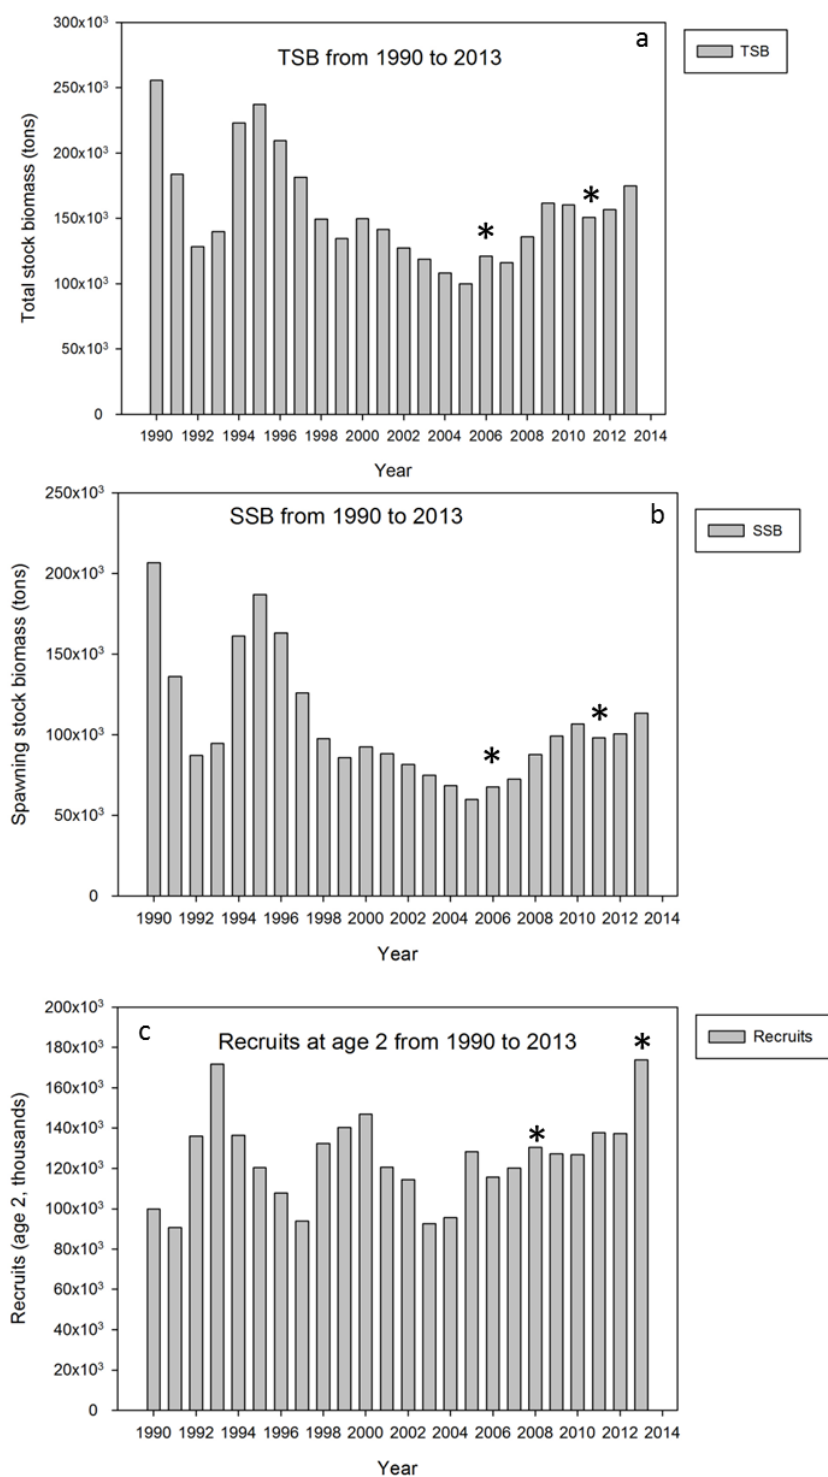 300x10³
250x10³
200x10³
150x10³
100x10³
50x10³
0
Total stock biomass (tons)
TSB from 1990 to 2013
a
TSB
*
*
1990 1992 1994 1996 1998 2000 2002 2004 2006 2008 2010 2012 2014
Year
250x10³
200x10³
150x10³
100x10³
50x10³
0
Spawning stock biomass (tons)
SSB from 1990 to 2013
b
SSB
*
*
1990 1992 1994 1996 1998 2000 2002 2004 2006 2008 2010 2012 2014
Year
200x10³
180x10³
160x10³
140x10³
120x10³
100x10³
80x10³
60x10³
40x10³
20x10³
0
Recruits (age 2, thousands)
c
Recruits at age 2 from 1990 to 2013
Recruits
*
*
1990 1992 1994 1996 1998 2000 2002 2004 2006 2008 2010 2012 2014
Year